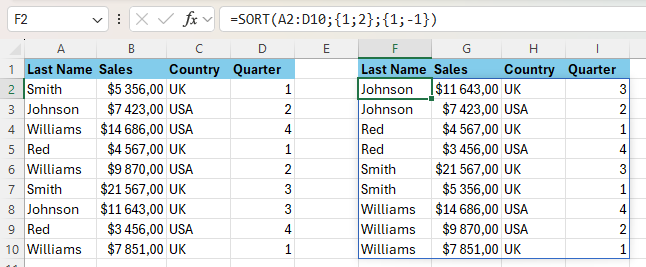 F2 fx =SORT(A2:D10;{1;2};{1;-1})
A B C D E F G H I
1 Last Name Sales Country Quarter Last Name Sales Country Quarter
2 Smith $5 356,00 UK 1 Johnson $11 643,00 UK 3
3 Johnson $7 423,00 USA 2 Johnson $7 423,00 USA 2
4 Williams $14 686,00 USA 4 Red $4 567,00 UK 1
5 Red $4 567,00 UK 1 Red $3 456,00 USA 4
6 Williams $9 870,00 USA 2 Smith $21 567,00 UK 3
7 Smith $21 567,00 UK 3 Smith $5 356,00 UK 1
8 Johnson $11 643,00 UK 3 Williams $14 686,00 USA 4
9 Red $3 456,00 USA 4 Williams $9 870,00 USA 2
10 Williams $7 851,00 UK 1 Williams $7 851,00 UK 1